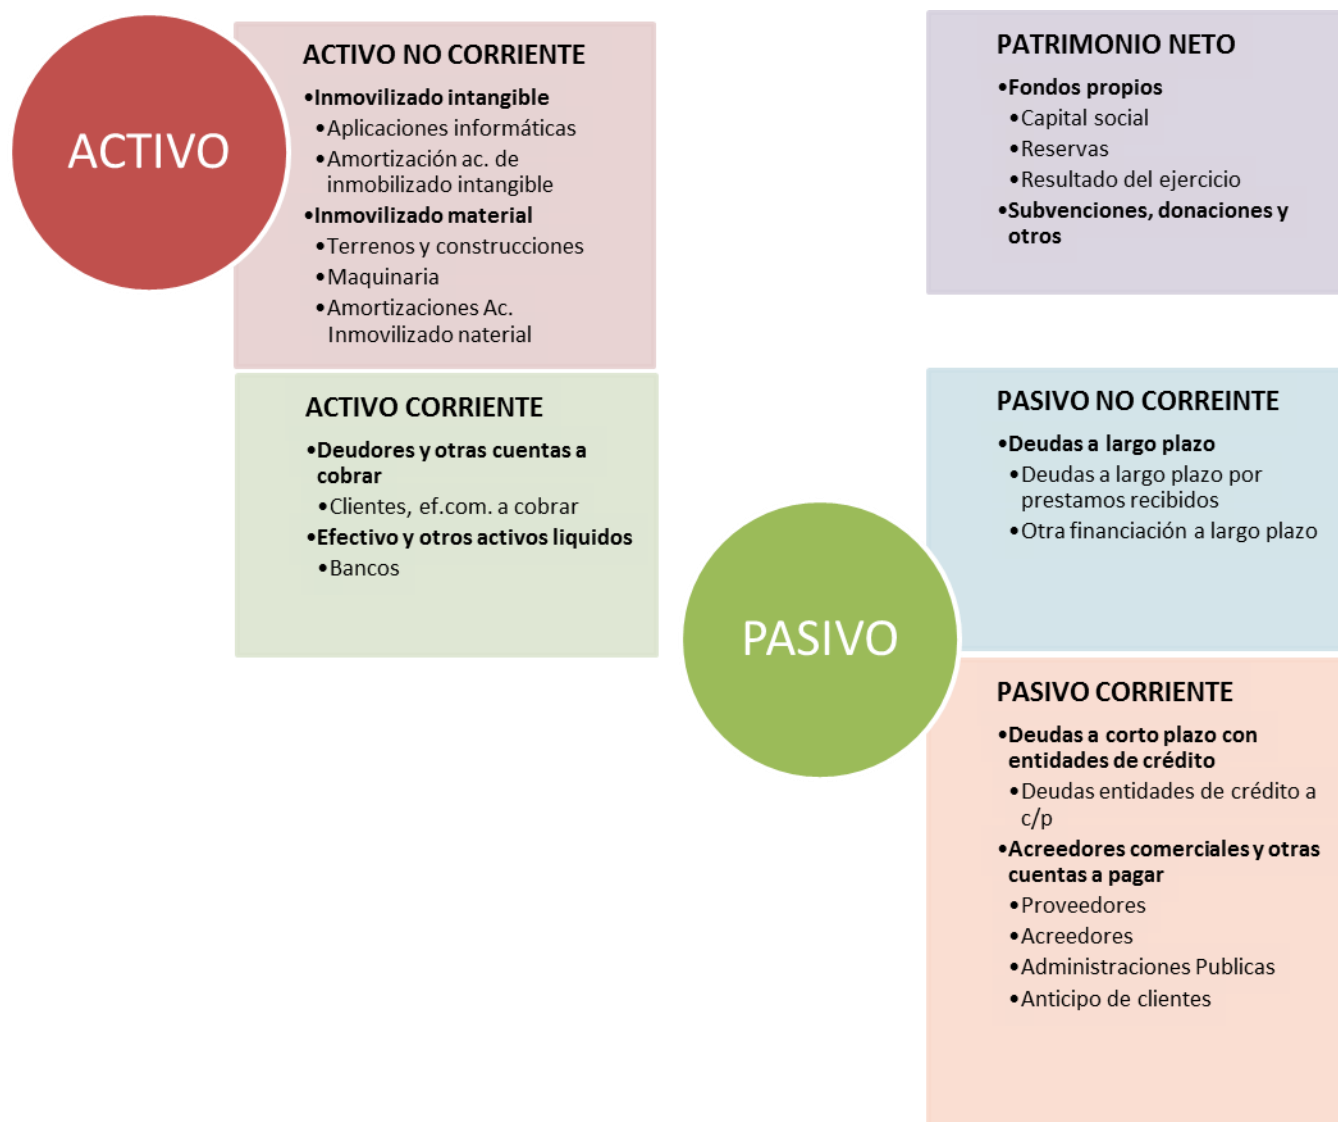 ACTIVO
ACTIVO NO CORRIENTE
•Inmovilizado intangible
•Aplicaciones informáticas
•Amortización ac. de
inmobilizado intangible
•Inmovilizado material
•Terrenos y construcciones
•Maquinaria
•Amortizaciones Ac.
Inmovilizado naterial
ACTIVO CORRIENTE
•Deudores y otras cuentas a
cobrar
•Clientes, ef.com. a cobrar
•Efectivo y otros activos liquidos
•Bancos
PATRIMONIO NETO
•Fondos propios
•Capital social
•Reservas
•Resultado del ejercicio
•Subvenciones, donaciones y
otros
PASIVO
PASIVO NO CORREINTE
•Deudas a largo plazo
•Deudas a largo plazo por
prestamos recibidos
•Otra financiación a largo plazo
PASIVO CORRIENTE
•Deudas a corto plazo con
entidades de crédito
•Deudas entidades de crédito a
c/p
•Acreedores comerciales y otras
cuentas a pagar
•Proveedores
•Acreedores
•Administraciones Publicas
•Anticipo de clientes